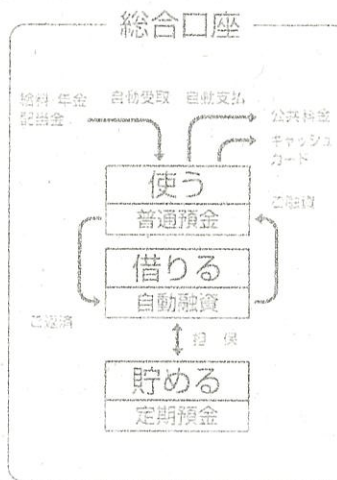 総合口座
給料・年金
配当金
自動受取 自動支払
公共料金
キャッシュ
カード
使う
普通預金
ご融資
借りる
自動融資
ご返済
担保
貯める
定期預金